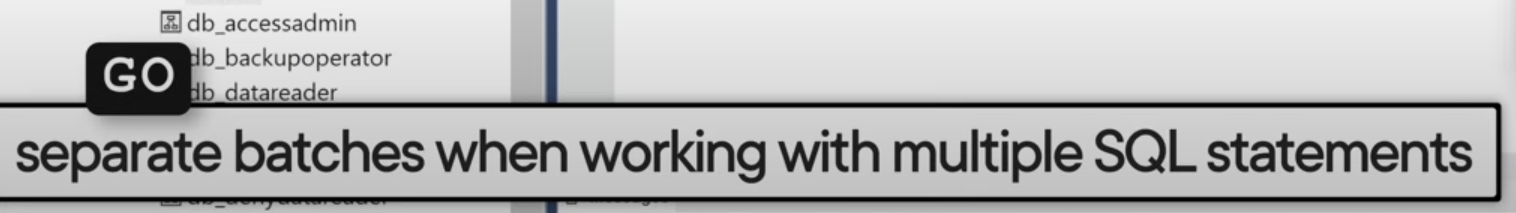 db_accessadmin
db_backupoperator
GO
db_datareader
separate batches when working with multiple SQL statements